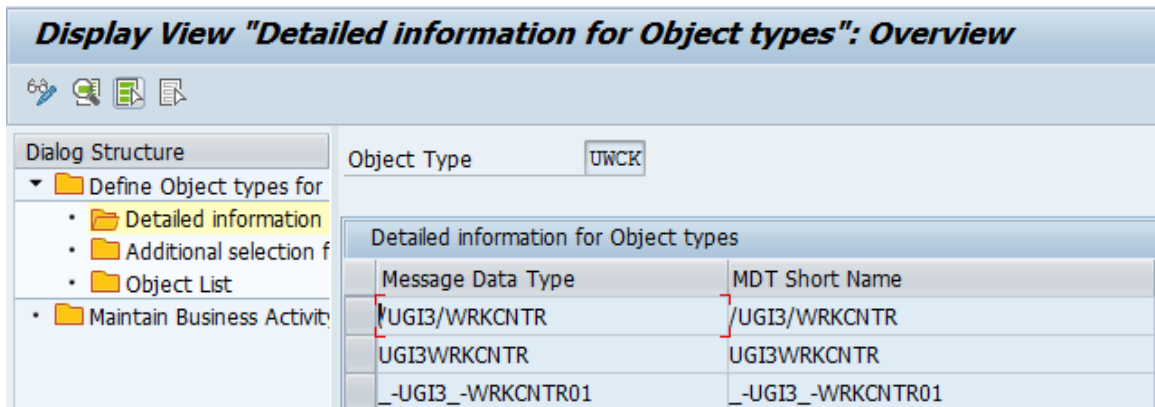 Display View "Detailed information for Object types": Overview
Dialog Structure
Define Object types for
Detailed information
Additional selection f
Object List
Maintain Business Activity
Object Type UWCK
Detailed information for Object types
Message Data Type MDT Short Name
/UGI3/WRKCNTR /UGI3/WRKCNTR
UGI3WRKCNTR UGI3WRKCNTR
_-UGI3_-WRKCNTR01 _-UGI3_-WRKCNTR01